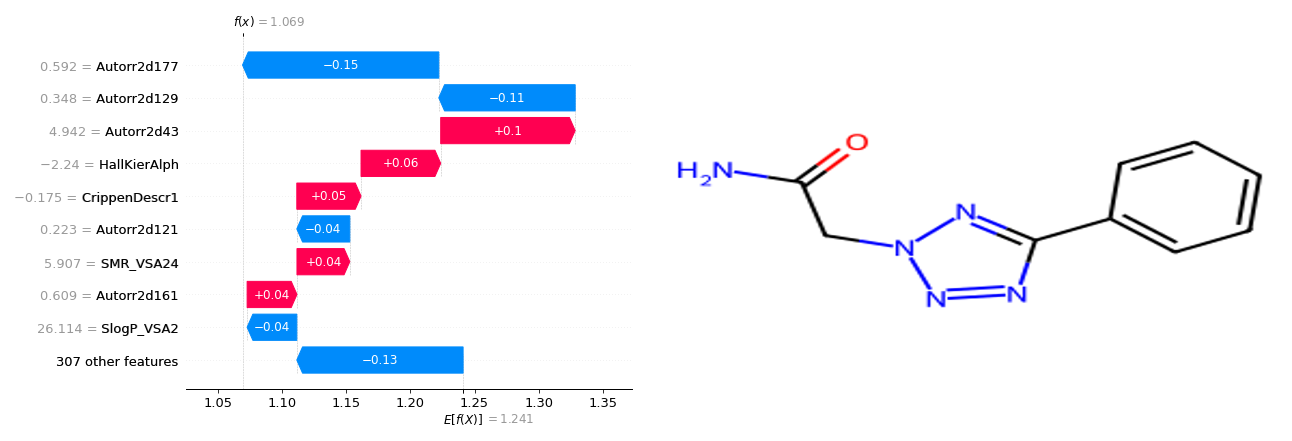 f(x) = 1.069
0.592 = Autorr2d177
−0.15
0.348 = Autorr2d129
−0.11
4.942 = Autorr2d43
+0.1
−2.24 = HallKierAlph
+0.06
−0.175 = CrippenDescr1
+0.05
0.223 = Autorr2d121
−0.04
5.907 = SMR_VSA24
+0.04
0.609 = Autorr2d161
+0.04
26.114 = SlogP_VSA2
−0.04
307 other features
−0.13
1.05 1.10 1.15 1.20 1.25 1.30 1.35
E[f(X)] = 1.241
O
H2N
N
N
N
N